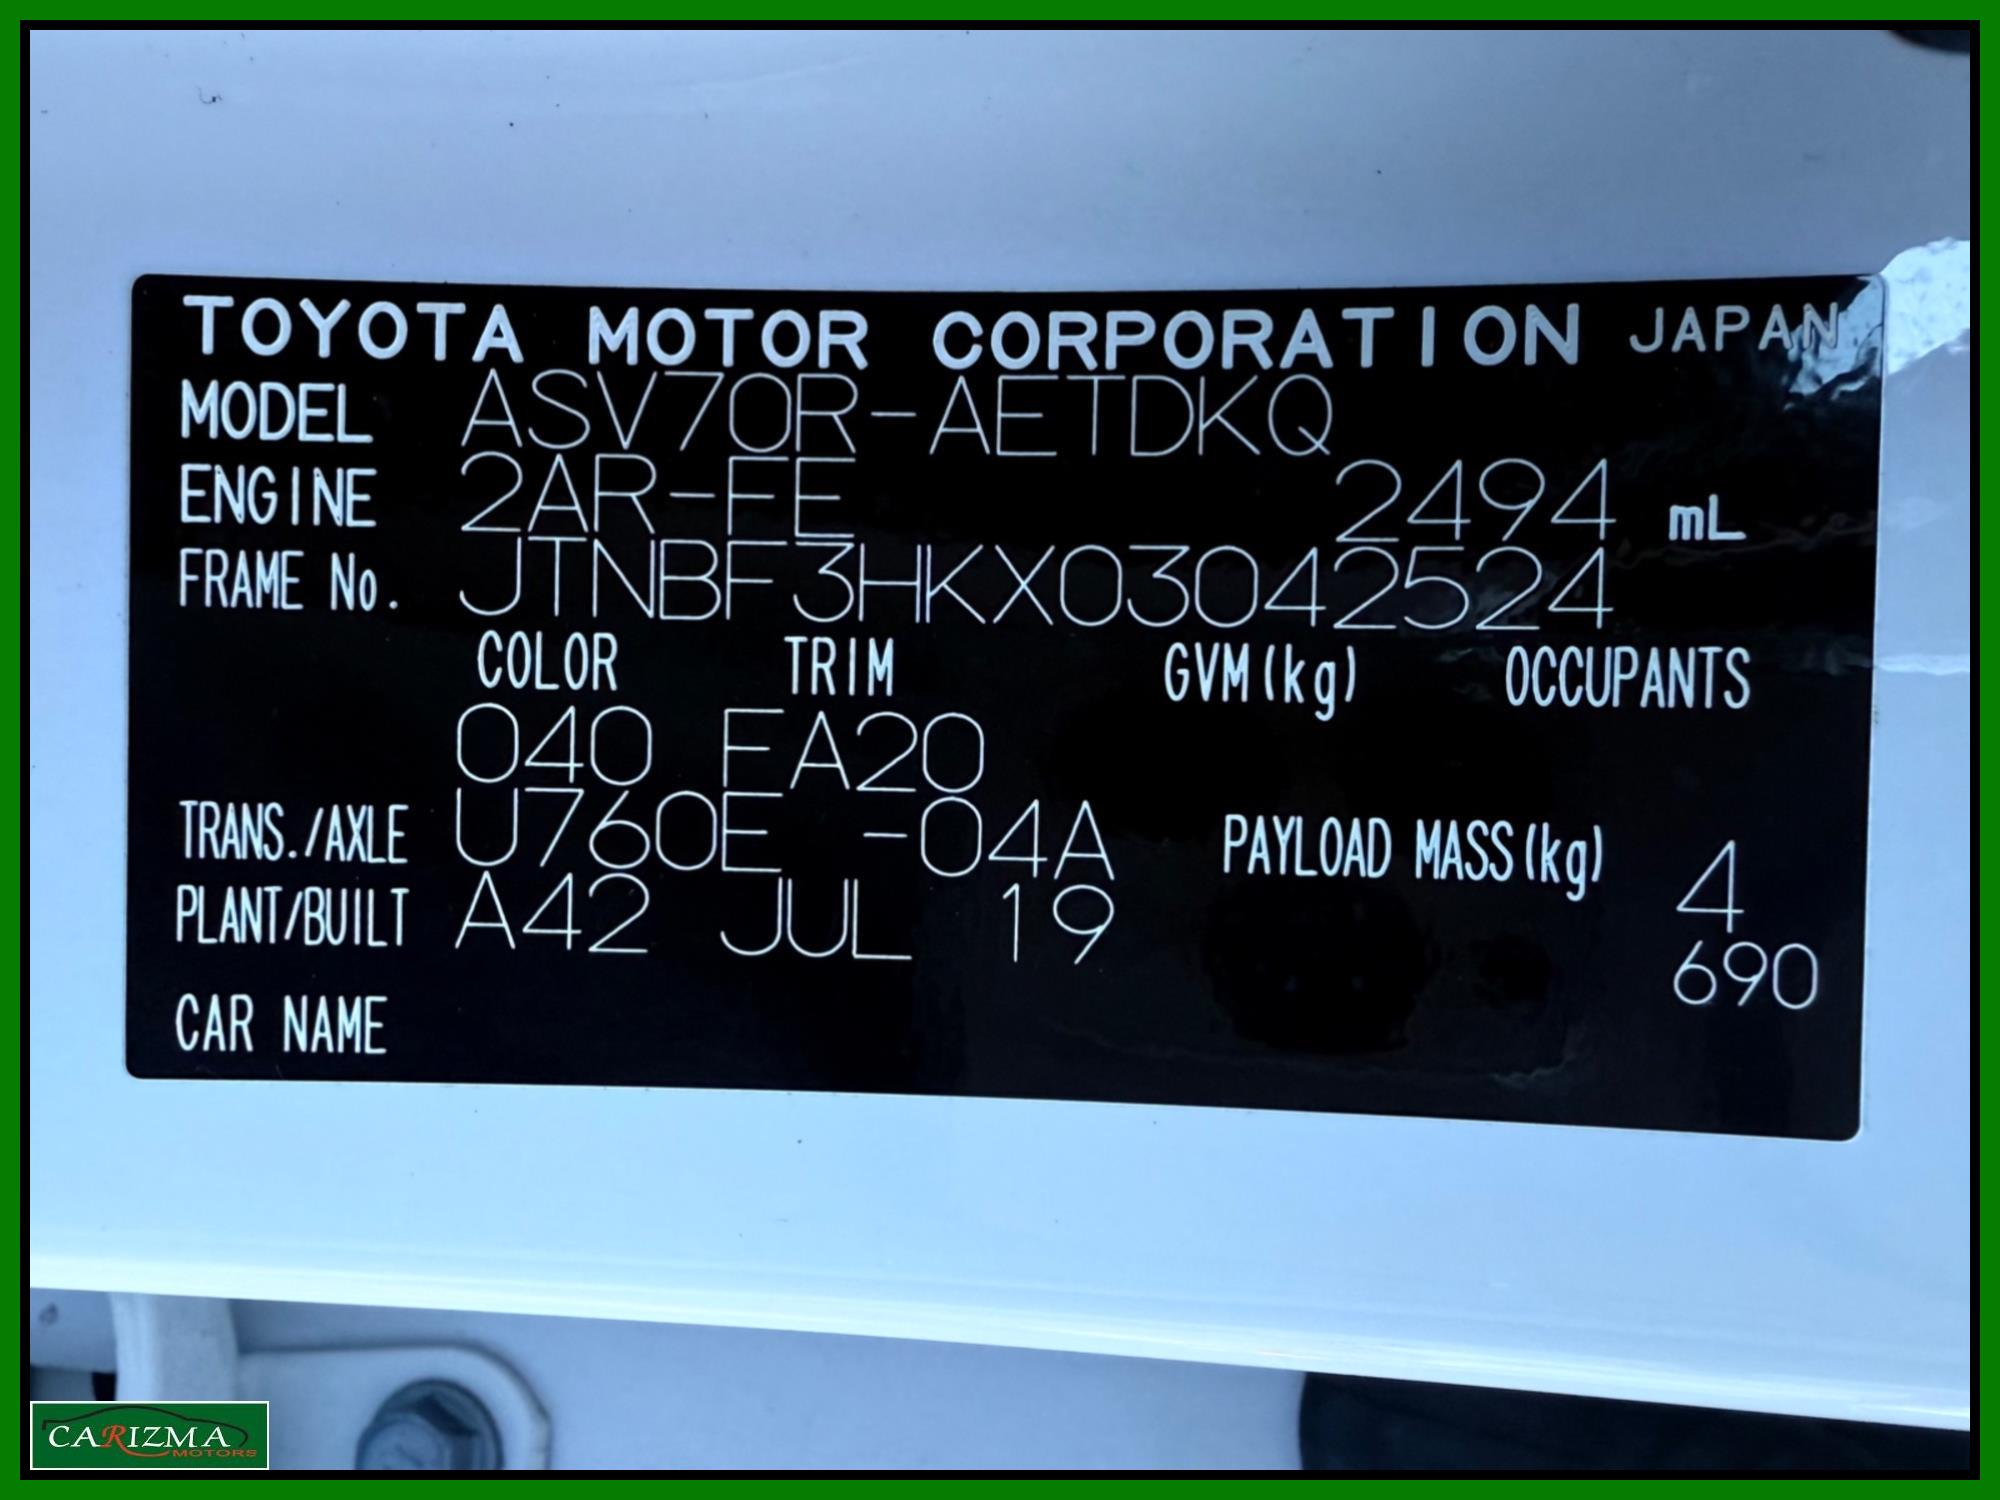 TOYOTA MOTOR CORPORATION JAPAN
MODEL ASV70R-AETDKQ
ENGINE 2AR-FE 2494 mL
FRAME No. JTNBF3HKX03042524
COLOR TRIM GVM(kg) OCCUPANTS
040 FA20
TRANS./AXLE U760E -04A PAYLOAD MASS(kg) 4
PLANT/BUILT A42 JUL 19 690
CAR NAME
CARIZMA
MOTORS